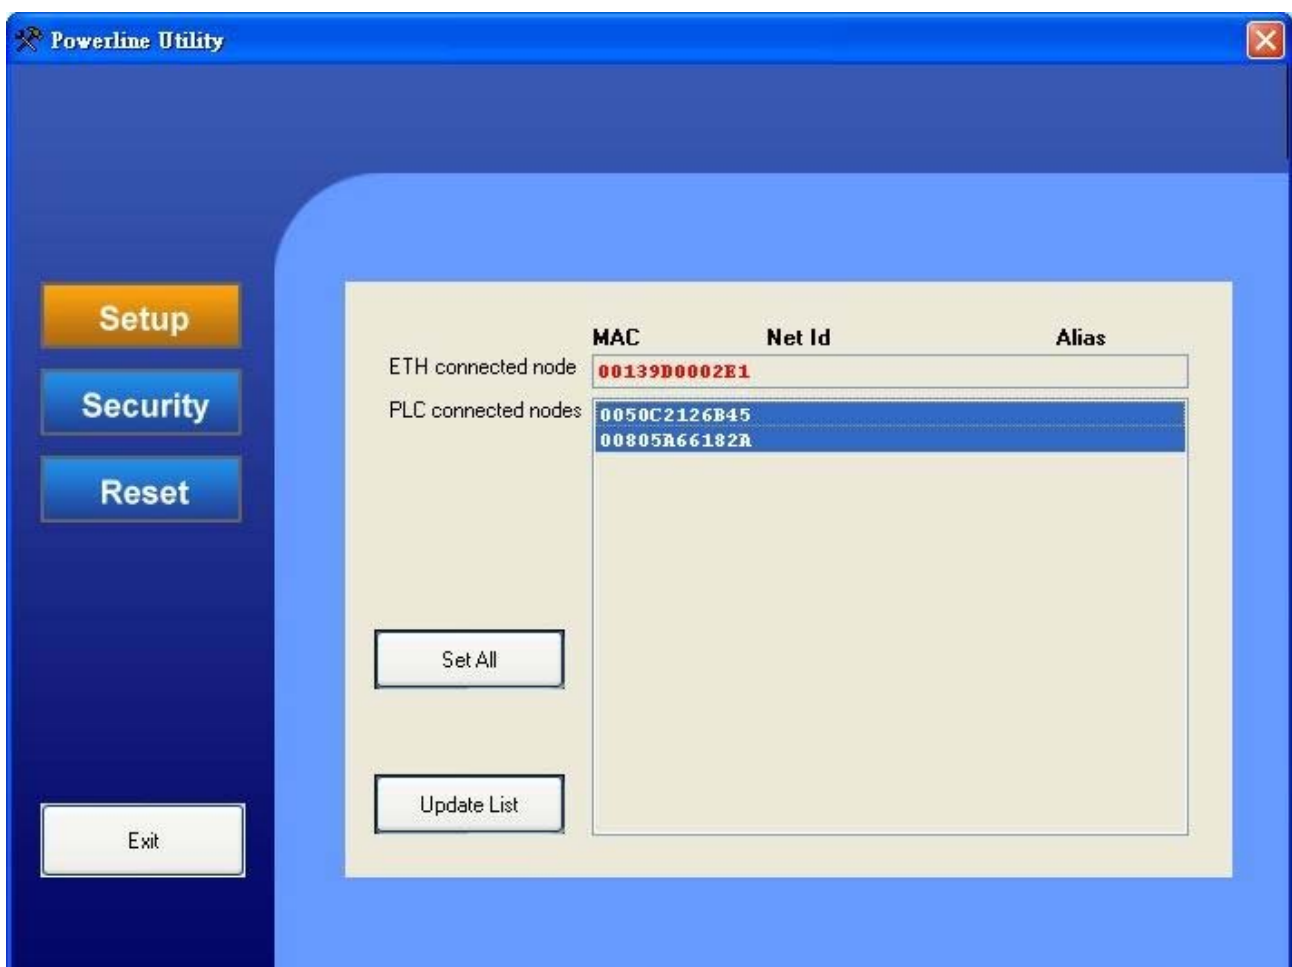 Powerline Utility
Setup
Security
Reset
Exit
MAC Net Id Alias
ETH connected node 00139D0002E1
PLC connected nodes 0050C2126B45
00805A66182A
Set All
Update List